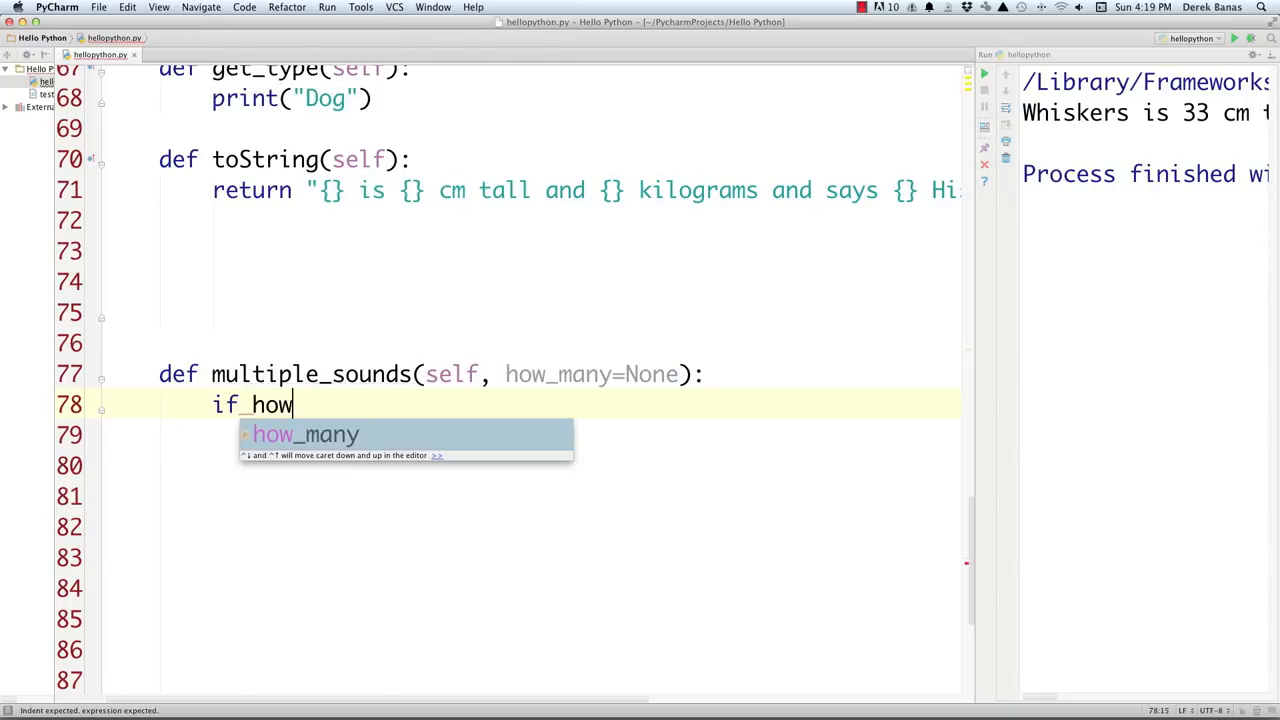 PyCharm File Edit View Navigate Code Refactor Run Tools VCS Window Help 10 Sun 4:19 PM Derek Banas
hellopython.py - Hello Python - [~/PycharmProjects/Hello Python]
Hello Python hellopython.py hellopython
Hello P hellopython.py × Run hellopython
hell
test
Externa
67 def get_type(self):
68 print("Dog")
69
70 def toString(self):
71 return "{} is {} cm tall and {} kilograms and says {} Hi
72
73
74
75
76
77 def multiple_sounds(self, how_many=None):
78 if how
how_many
^↓ and ^↑ will move caret down and up in the editor >>
79
80
81
82
83
84
85
86
87
/Library/Frameworks
Whiskers is 33 cm t
Process finished wi
Indent expected. expression expected. 78:15 LF UTF-8